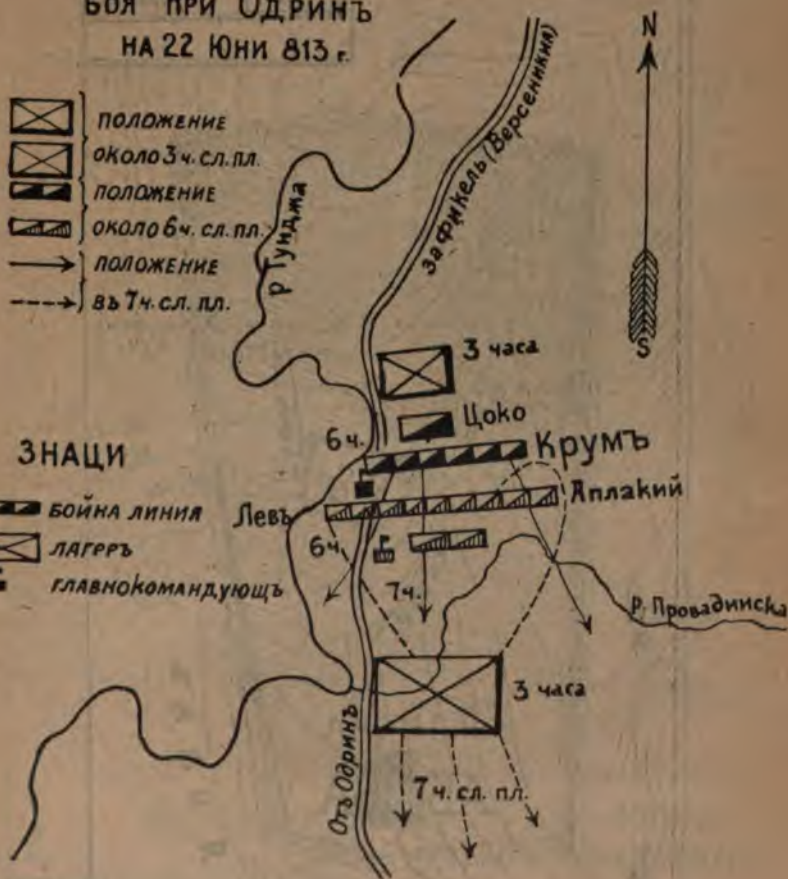 БОЯ ПРИ ОДРИНЪ
НА 22 ЮНИ 813 г.
N
ПОЛОЖЕНИЕ
ОКОЛО 3 ч. СЛ. ПЛ.
ПОЛОЖЕНИЕ
ОКОЛО 6 ч. СЛ. ПЛ.
ПОЛОЖЕНИЕ
ВЪ 7 ч. СЛ. ПЛ.
р Тунджа
За Фикель (Версеникия)
S
3 часа
Цоко
6 ч.
Крумъ
ЗНАЦИ
БОЙНА ЛИНИЯ
ЛАГЕРЪ
ГЛАВНОКОМАНДУЮЩЪ
Левъ
Аплакий
6 ч.
7 ч.
Р. Провадийска
3 часа
Отъ Одринъ
7 ч. сл. пл.